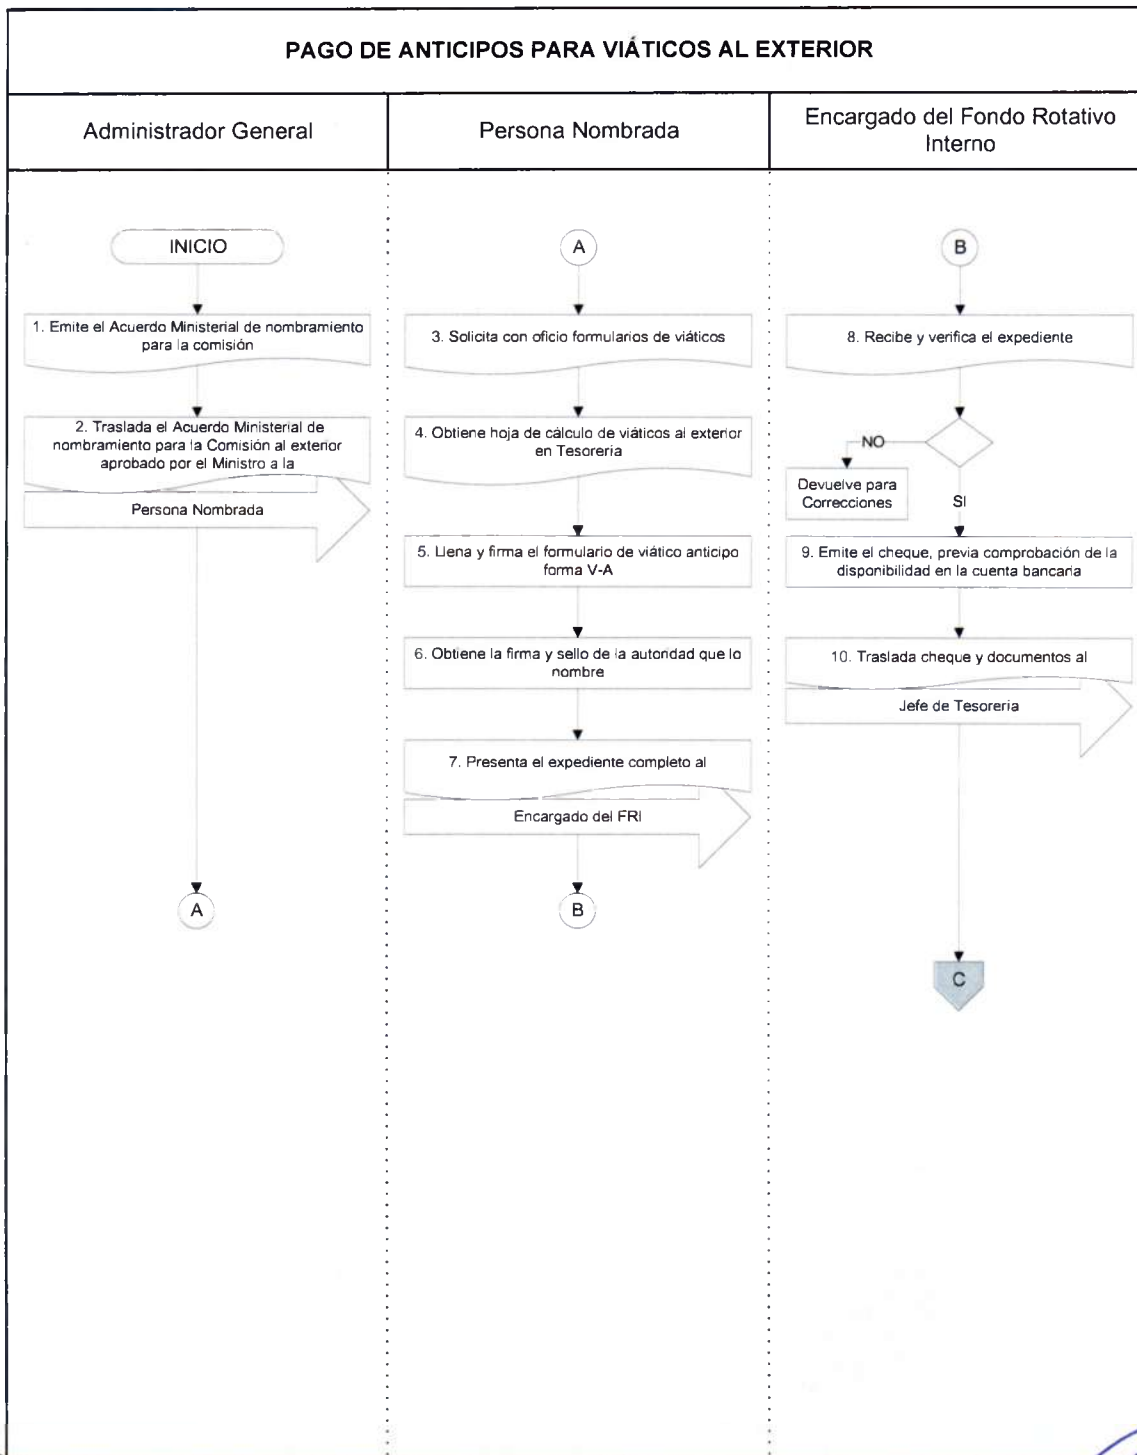 PAGO DE ANTICIPOS PARA VIÁTICOS AL EXTERIOR
Administrador General
Persona Nombrada
Encargado del Fondo Rotativo
Interno
INICIO
1. Emite el Acuerdo Ministerial de nombramiento
para la comisión
2. Traslada el Acuerdo Ministerial de
nombramiento para la Comisión al exterior
aprobado por el Ministro a la
Persona Nombrada
A
A
3. Solicita con oficio formularios de viáticos
4. Obtiene hoja de cálculo de viáticos al exterior
en Tesorería
5. Llena y firma el formulario de viático anticipo
forma V-A
6. Obtiene la firma y sello de la autoridad que lo
nombre
7. Presenta el expediente completo al
Encargado del FRI
B
B
8. Recibe y verifica el expediente
NO
Devuelve para
Correcciones
SI
9. Emite el cheque, previa comprobación de la
disponibilidad en la cuenta bancaria
10. Traslada cheque y documentos al
Jefe de Tesorería
C